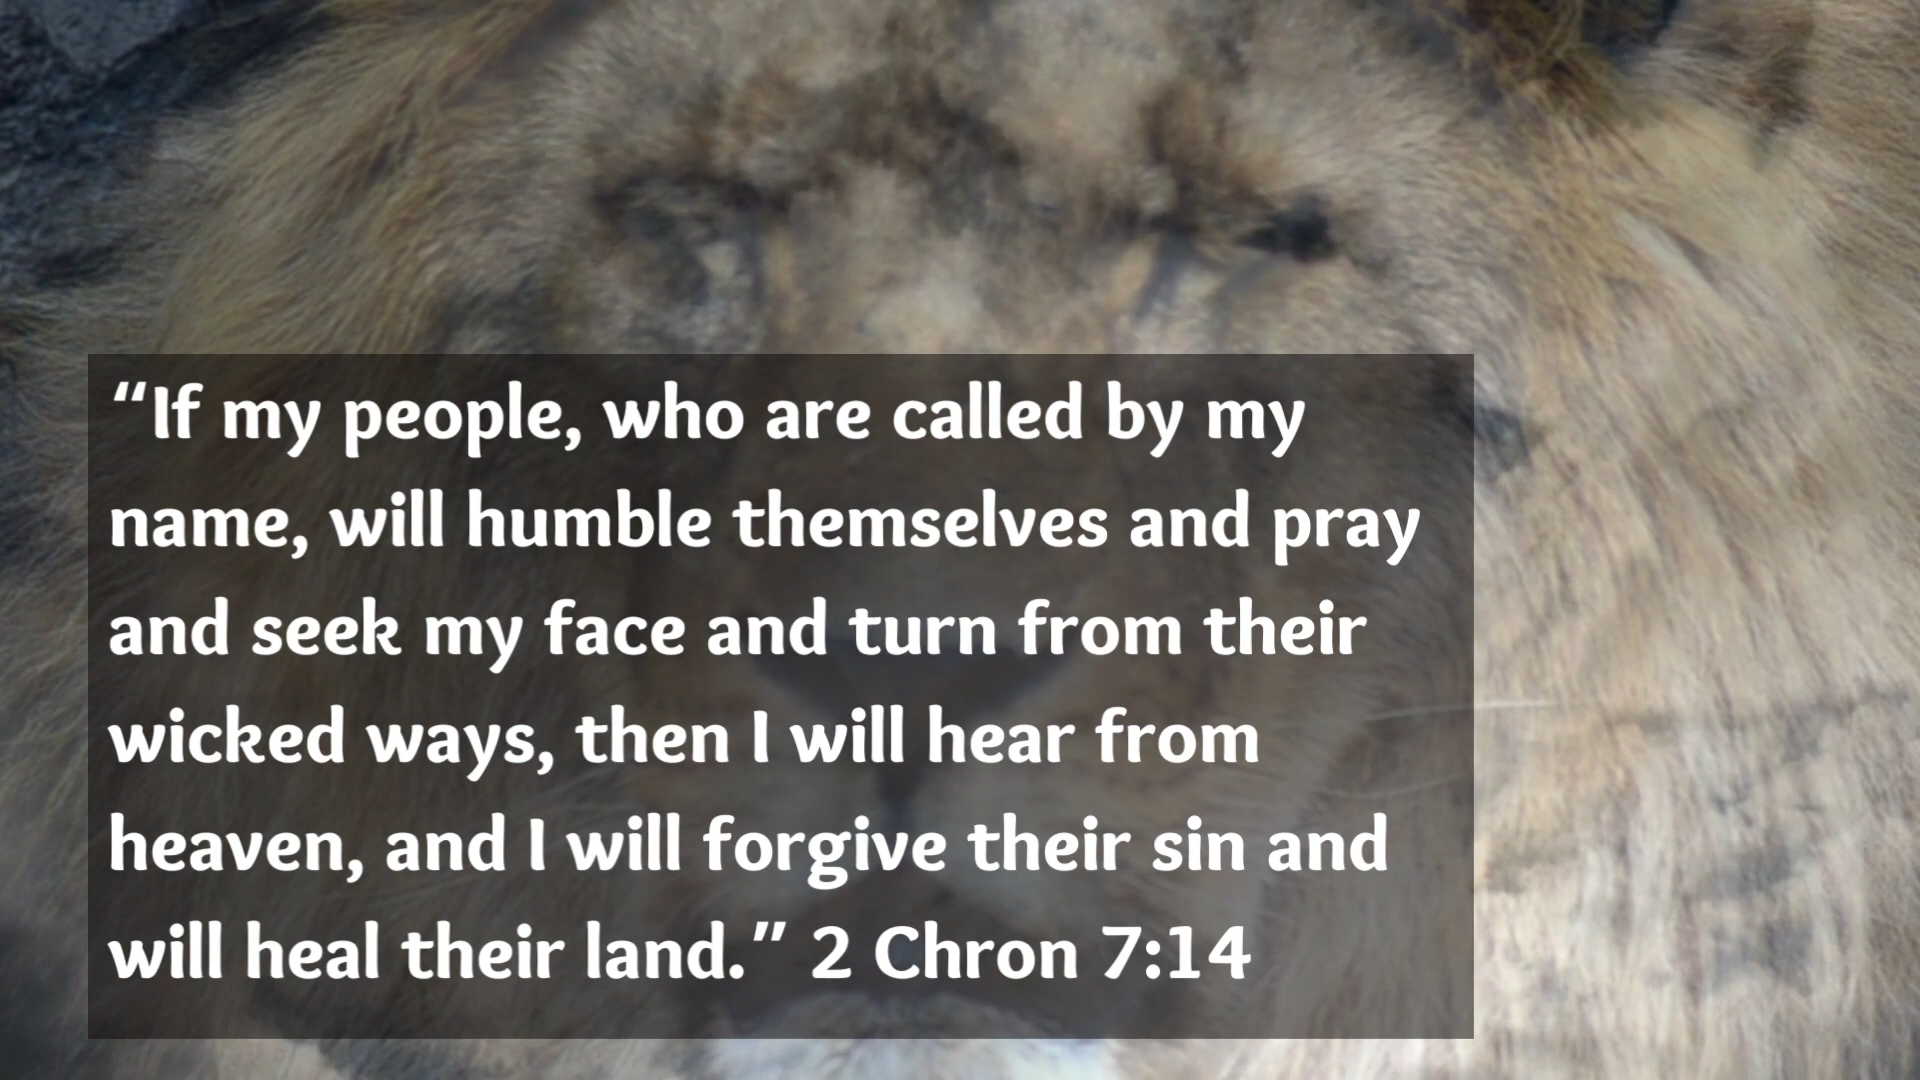 “If my people, who are called by my
name, will humble themselves and pray
and seek my face and turn from their
wicked ways, then I will hear from
heaven, and I will forgive their sin and
will heal their land.” 2 Chron 7:14